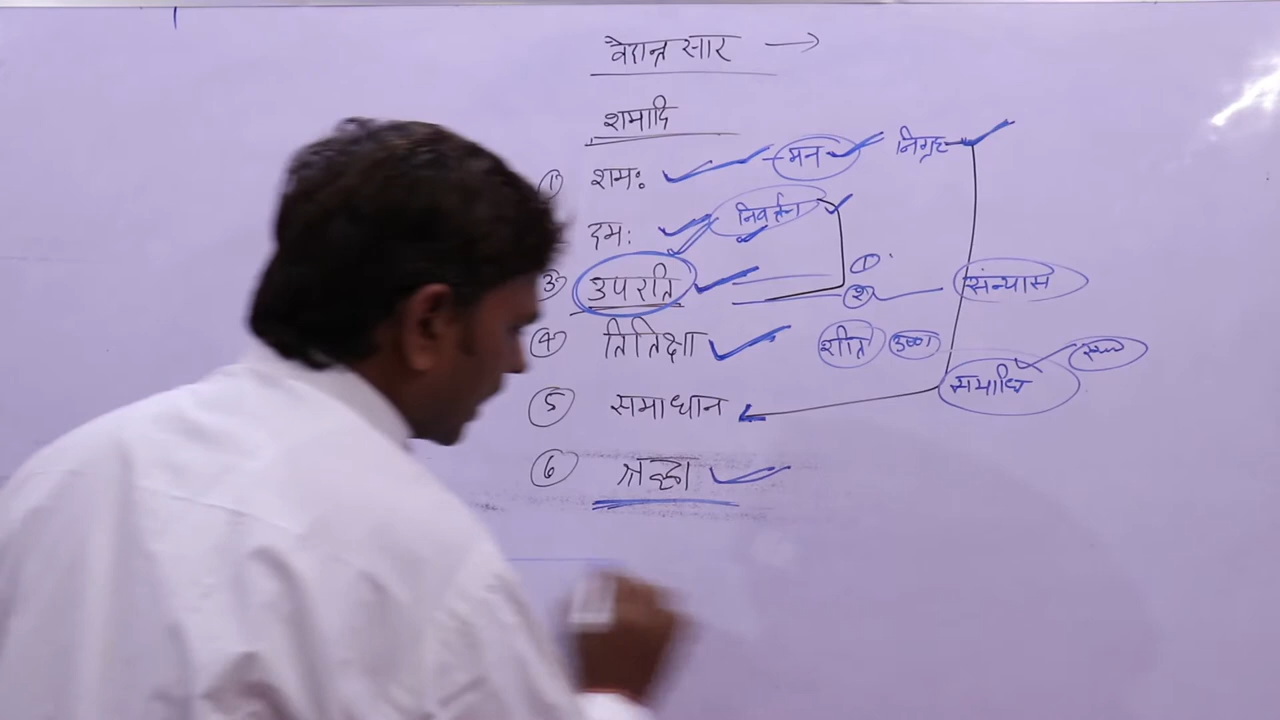 वेदान्त सार →
शमादि
① शमः - मन निग्रह
दमः निवर्तन
③ उपरति ① ② संन्यास
④ तितिक्षा शीत उष्ण
⑤ समाधान समाधि
⑥ श्रद्धा